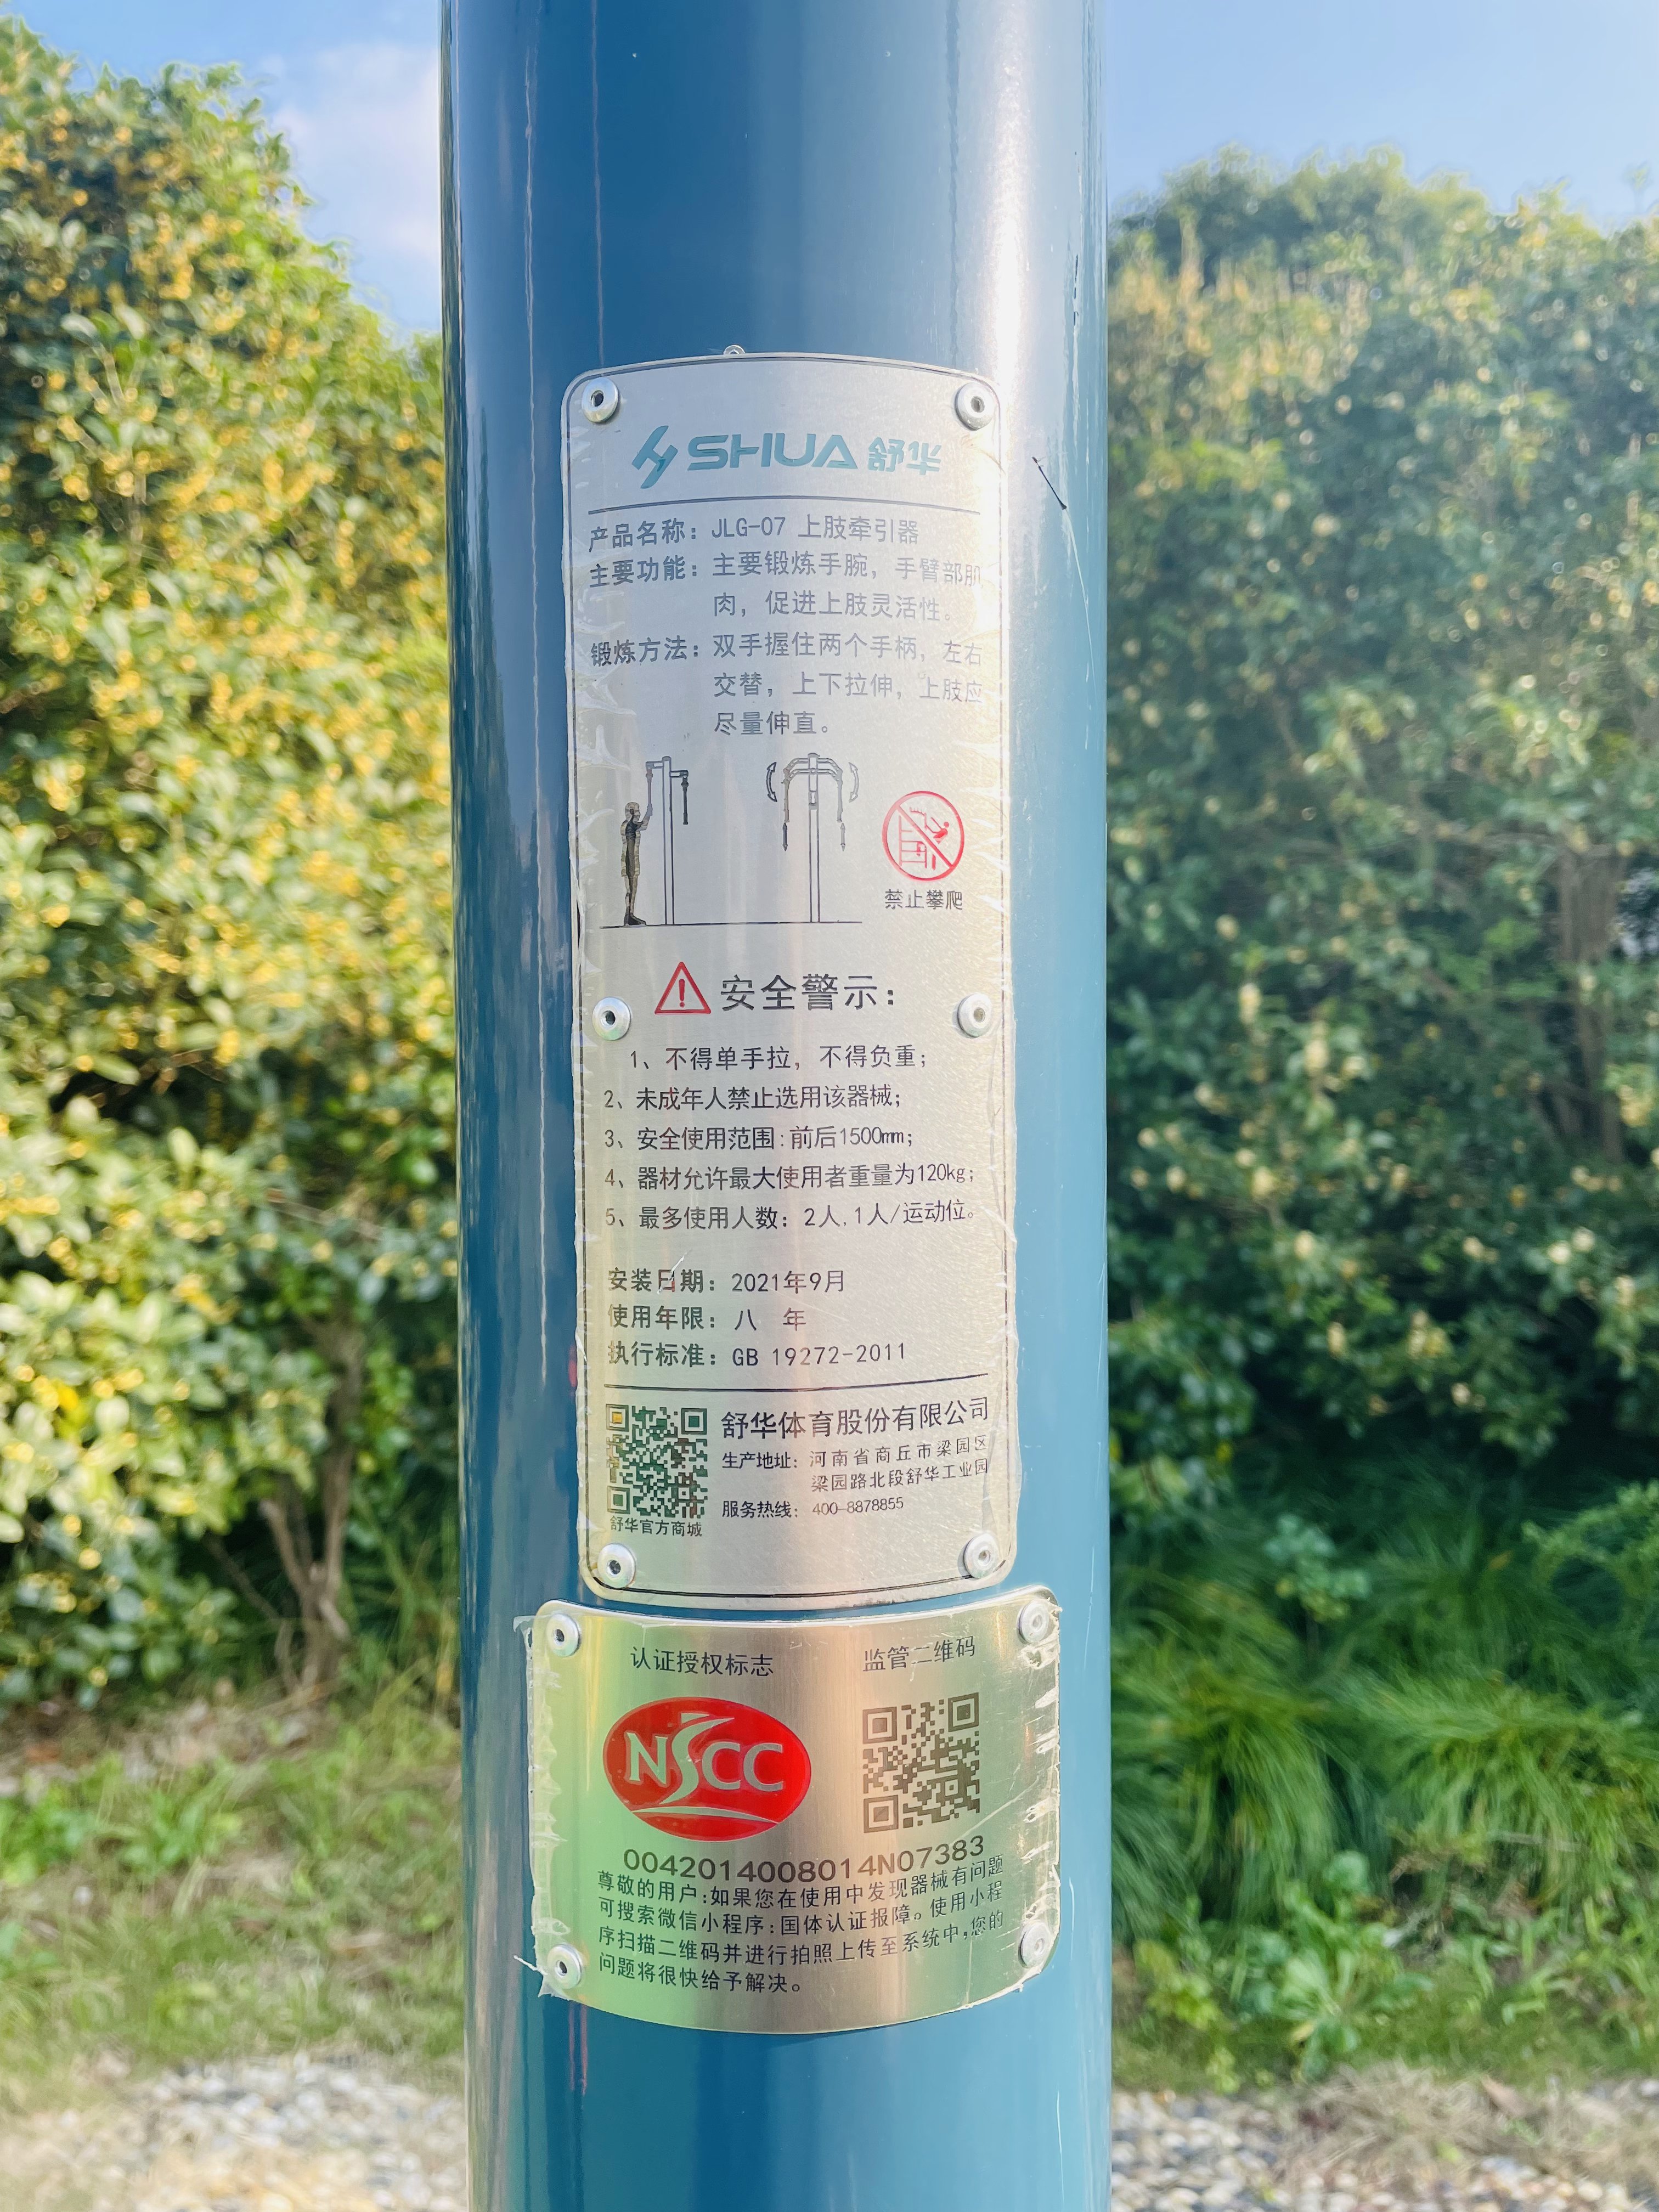 SHUA 舒华
产品名称：JLG-07 上肢牵引器
主要功能：主要锻炼手腕，手臂部肌
肉，促进上肢灵活性。
锻炼方法：双手握住两个手柄，左右
交替，上下拉伸，上肢应
尽量伸直。
禁止攀爬
安全警示：
1、不得单手拉，不得负重；
2、未成年人禁止选用该器械；
3、安全使用范围：前后1500mm；
4、器材允许最大使用者重量为120kg；
5、最多使用人数：2人.1人/运动位。
安装日期：2021年9月
使用年限：八 年
执行标准：GB 19272-2011
舒华体育股份有限公司
生产地址：河南省商丘市梁园区
梁园路北段舒华工业园
服务热线：400-8878855
舒华官方商城
认证授权标志 监管二维码
NSCC
0042014008014N07383
尊敬的用户：如果您在使用中发现器械有问题
可搜索微信小程序：国体认证报障。使用小程
序扫描二维码并进行拍照上传至系统中，您的
问题将很快给予解决。